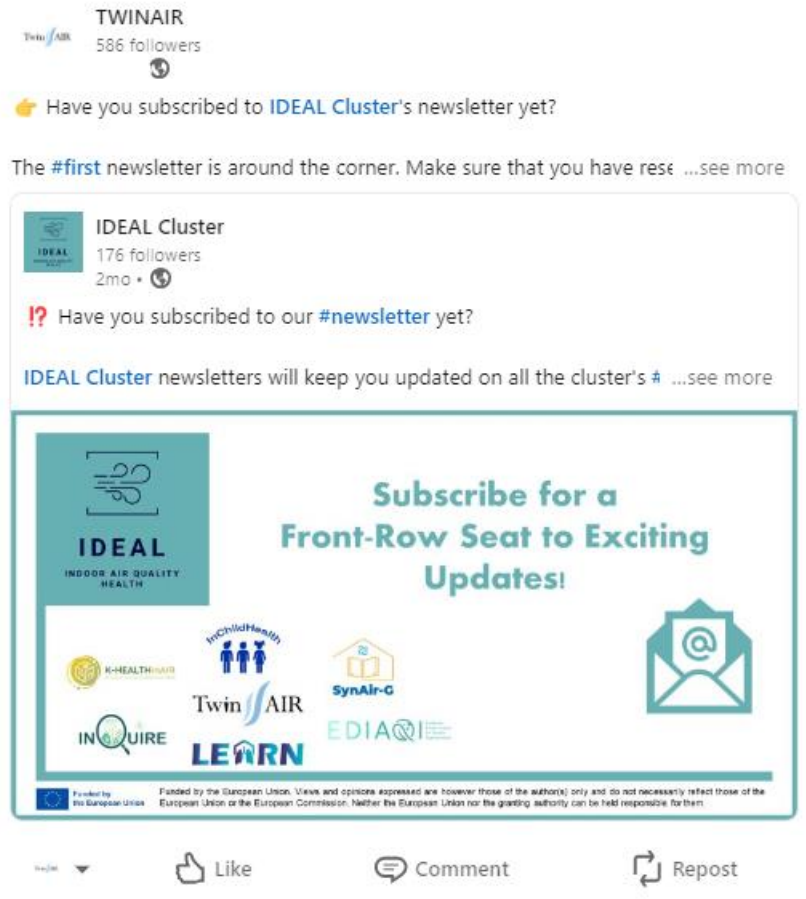 Twin AIR
TWINAIR
586 followers
👉 Have you subscribed to IDEAL Cluster's newsletter yet?
The #first newsletter is around the corner. Make sure that you have rese ...see more
IDEAL
IDEAL Cluster
176 followers
2mo •
⁉ Have you subscribed to our #newsletter yet?
IDEAL Cluster newsletters will keep you updated on all the cluster's # ...see more
IDEAL
INDOOR AIR QUALITY
HEALTH
Subscribe for a
Front-Row Seat to Exciting
Updates!
@
InChildHealth
K-HEALTHINAIR
SynAir-G
Twin AIR
INQUIRE
EDIAQI
LEARN
Funded by
the European Union
Funded by the European Union. Views and opinions expressed are however those of the author(s) only and do not necessarily reflect those of the
European Union or the European Commission. Neither the European Union nor the granting authority can be held responsible for them
Like
Comment
Repost